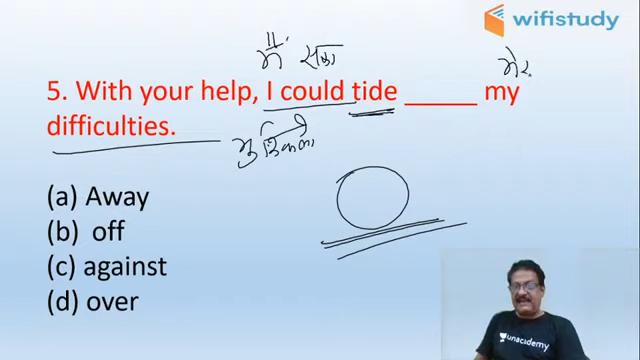 wifistudy
मैं सका
मेरी
5. With your help, I could tide ______ my
difficulties.
(a) Away
(b) off
(c) against
(d) over
unacademy